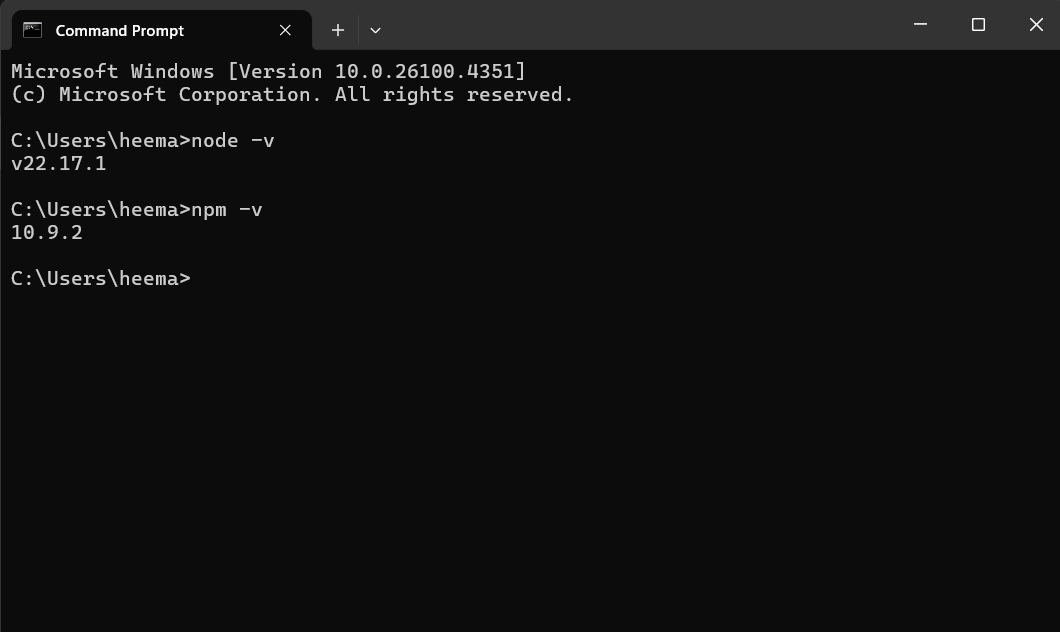 Command Prompt
Microsoft Windows [Version 10.0.26100.4351]
(c) Microsoft Corporation. All rights reserved.
C:\Users\heema>node -v
v22.17.1
C:\Users\heema>npm -v
10.9.2
C:\Users\heema>